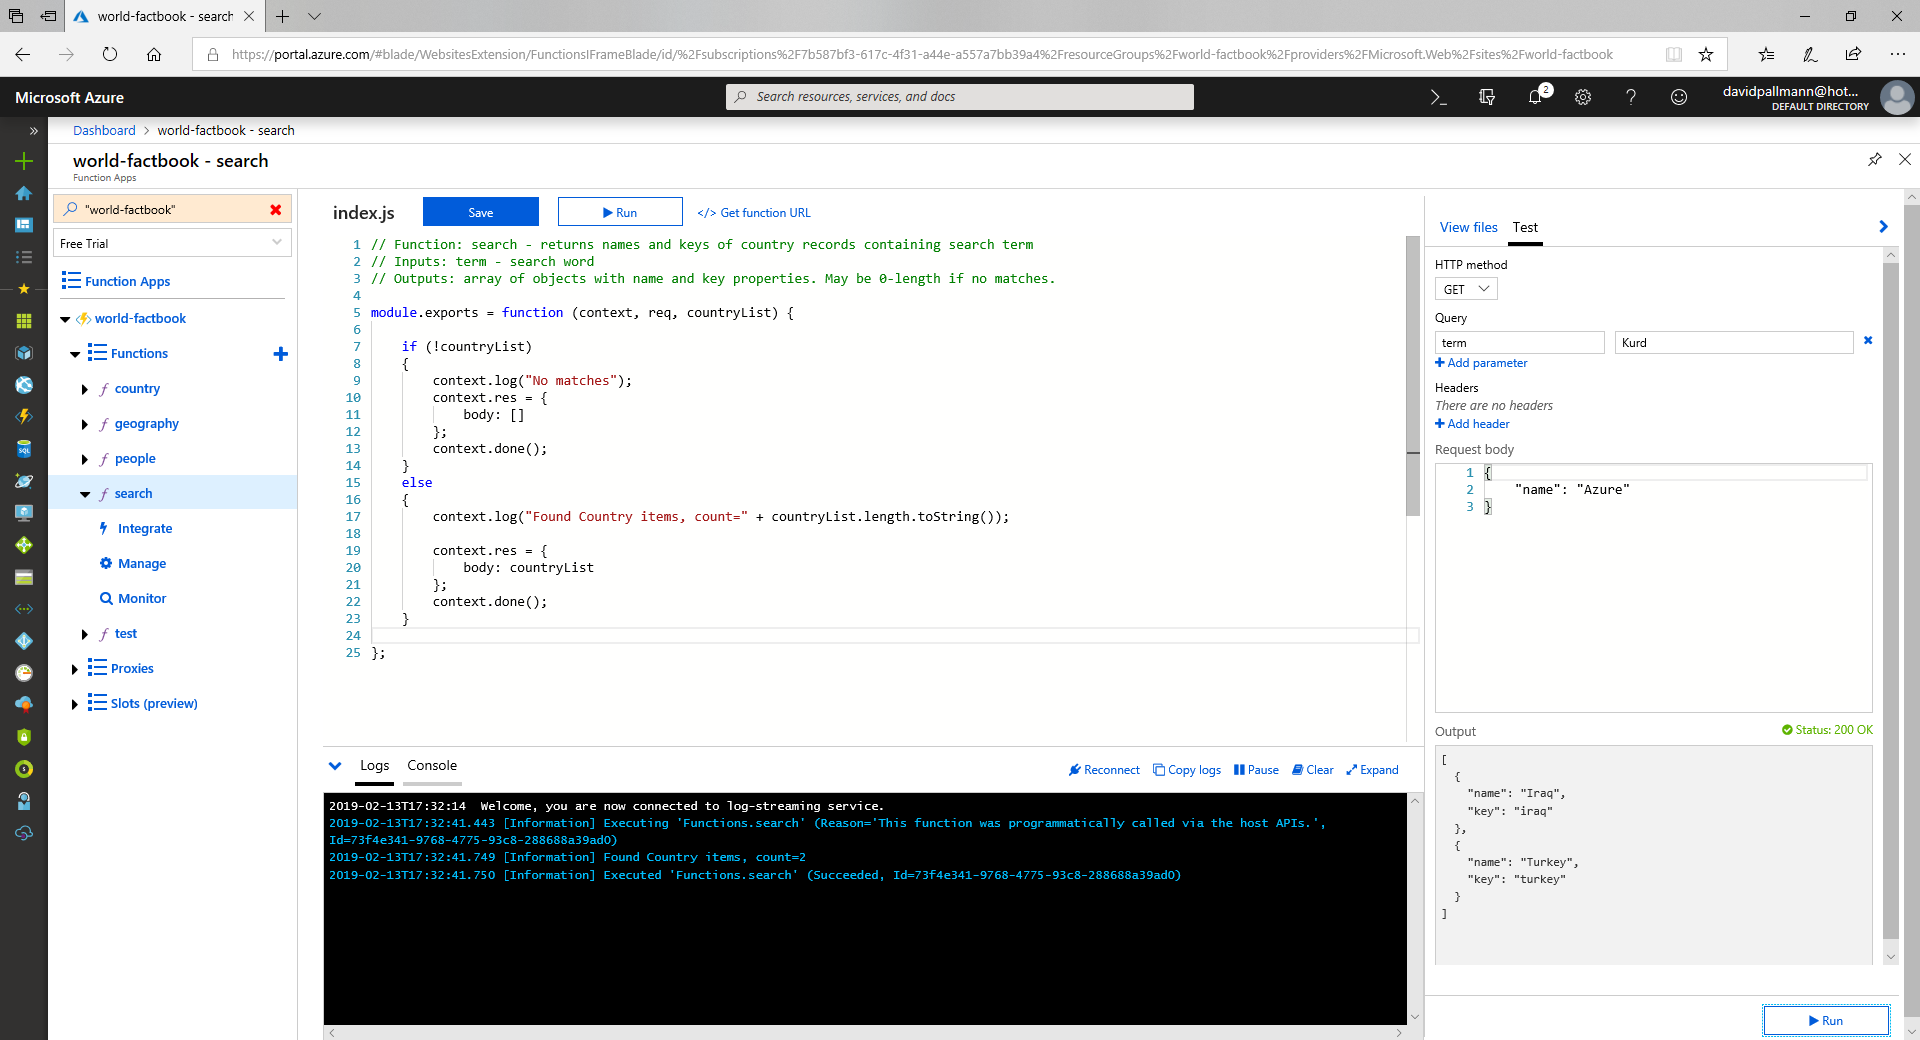 world-factbook - search
https://portal.azure.com/#blade/WebsitesExtension/FunctionsIFrameBlade/id/%2Fsubscriptions%2F7b587bf3-617c-4f31-a44e-a557a7bb39a4%2FresourceGroups%2Fworld-factbook%2Fproviders%2FMicrosoft.Web%2Fsites%2Fworld-factbook
Microsoft Azure
Search resources, services, and docs
2
davidpallmann@hot...
DEFAULT DIRECTORY
Dashboard > world-factbook - search
world-factbook - search
Function Apps
"world-factbook"
Free Trial
Function Apps
world-factbook
Functions
country
geography
people
search
Integrate
Manage
Monitor
test
Proxies
Slots (preview)
index.js
Save
Run
</> Get function URL
1 // Function: search - returns names and keys of country records containing search term
2 // Inputs: term - search word
3 // Outputs: array of objects with name and key properties. May be 0-length if no matches.
4
5 module.exports = function (context, req, countryList) {
6
7 if (!countryList)
8 {
9 context.log("No matches");
10 context.res = {
11 body: []
12 };
13 context.done();
14 }
15 else
16 {
17 context.log("Found Country items, count=" + countryList.length.toString());
18
19 context.res = {
20 body: countryList
21 };
22 context.done();
23 }
24
25 };
Logs Console
Reconnect Copy logs Pause Clear Expand
2019-02-13T17:32:14 Welcome, you are now connected to log-streaming service.
2019-02-13T17:32:41.443 [Information] Executing 'Functions.search' (Reason='This function was programmatically called via the host APIs.',
Id=73f4e341-9768-4775-93c8-288688a39ad0)
2019-02-13T17:32:41.749 [Information] Found Country items, count=2
2019-02-13T17:32:41.750 [Information] Executed 'Functions.search' (Succeeded, Id=73f4e341-9768-4775-93c8-288688a39ad0)
View files Test
HTTP method
GET
Query
term Kurd
Add parameter
Headers
There are no headers
Add header
Request body
1 {
2 "name": "Azure"
3 }
Output Status: 200 OK
[
{
"name": "Iraq",
"key": "iraq"
},
{
"name": "Turkey",
"key": "turkey"
}
]
Run